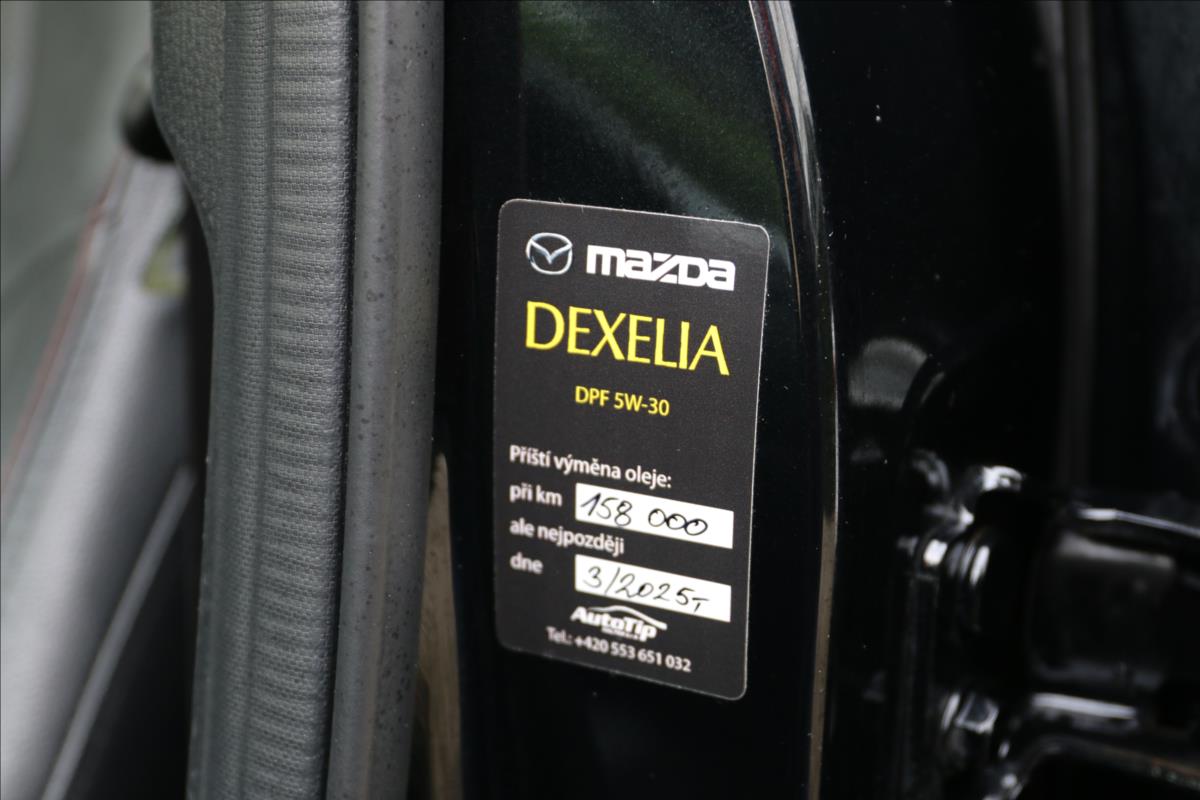 mazda
DEXELIA
DPF 5W-30
Příští výměna oleje:
při km 158 000
ale nejpozději
dne 3/2025
AutoTip
Tel.: +420 553 651 032